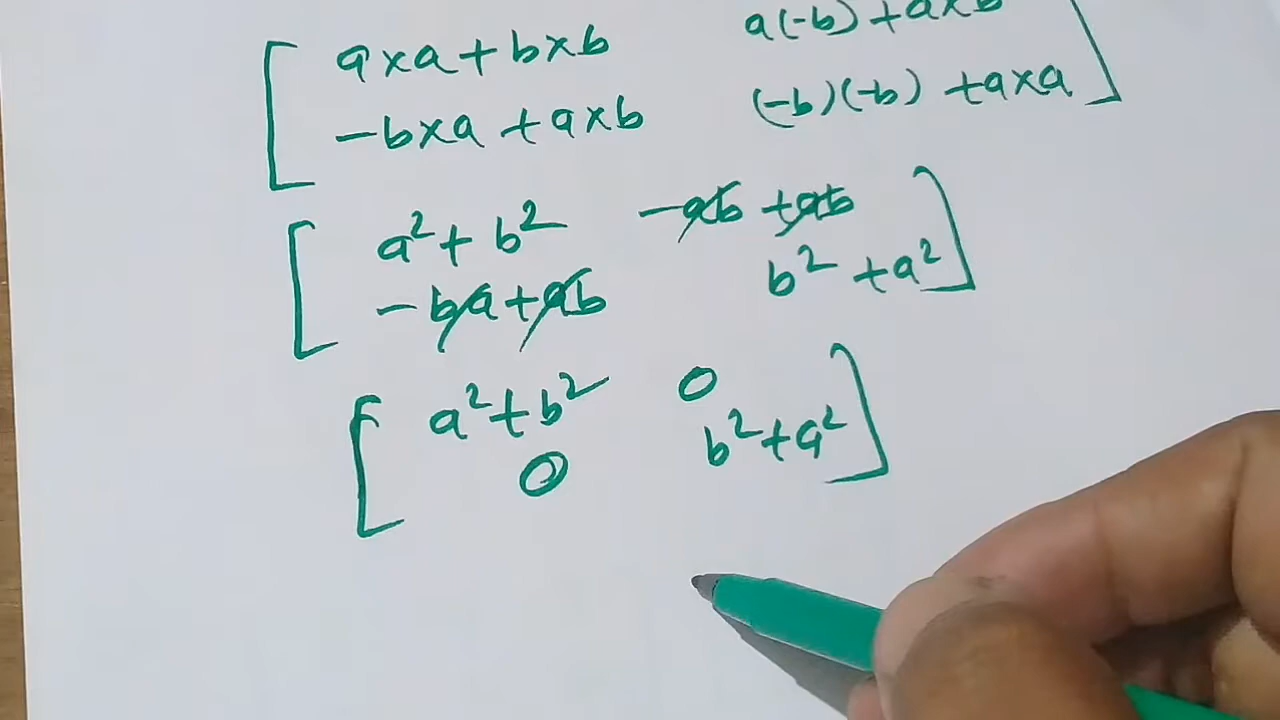 [ a×a+b×b a(-b)+a×b ]
-b×a+a×b (-b)(-b)+a×a
[ a²+b² -ab+ab ]
-ba+ab b²+a²
[ a²+b² 0 ]
0 b²+a²